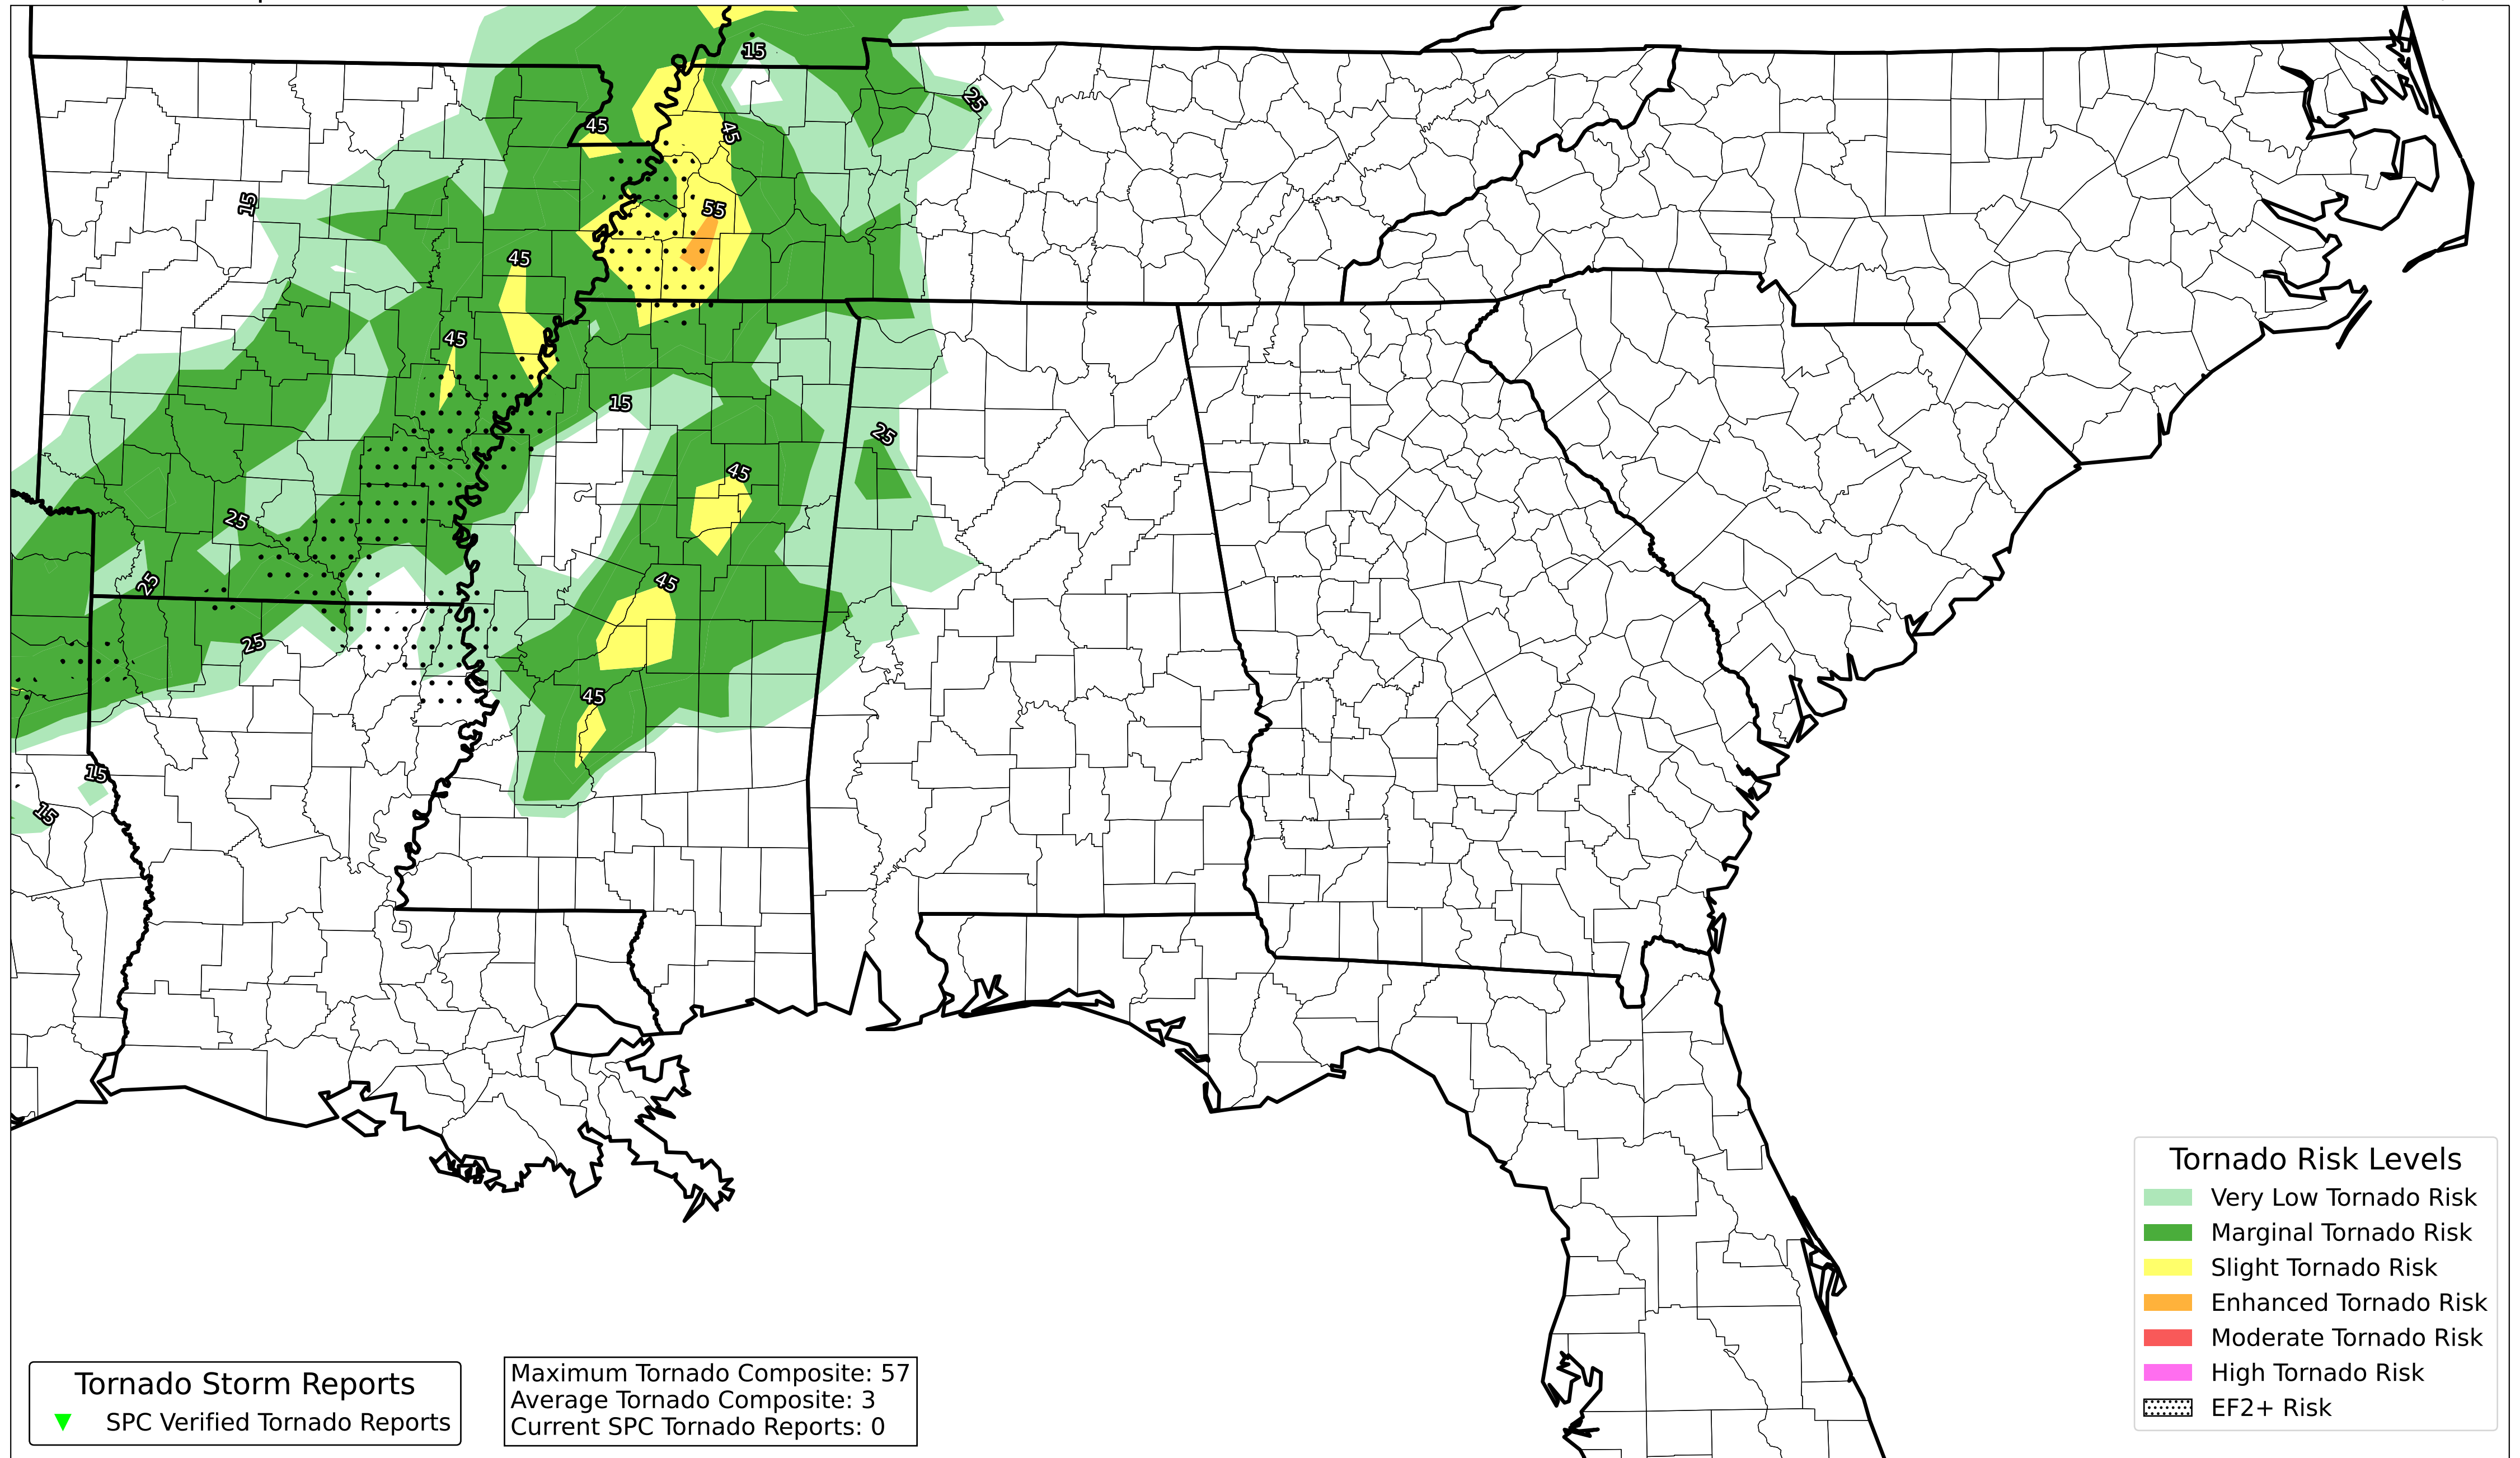 15
25
45
45
15
55
45
45
15
25
45
25
25
45
25
45
15
15
Tornado Risk Levels
Very Low Tornado Risk
Marginal Tornado Risk
Slight Tornado Risk
Enhanced Tornado Risk
Moderate Tornado Risk
High Tornado Risk
EF2+ Risk
Tornado Storm Reports
SPC Verified Tornado Reports
Maximum Tornado Composite: 57
Average Tornado Composite: 3
Current SPC Tornado Reports: 0